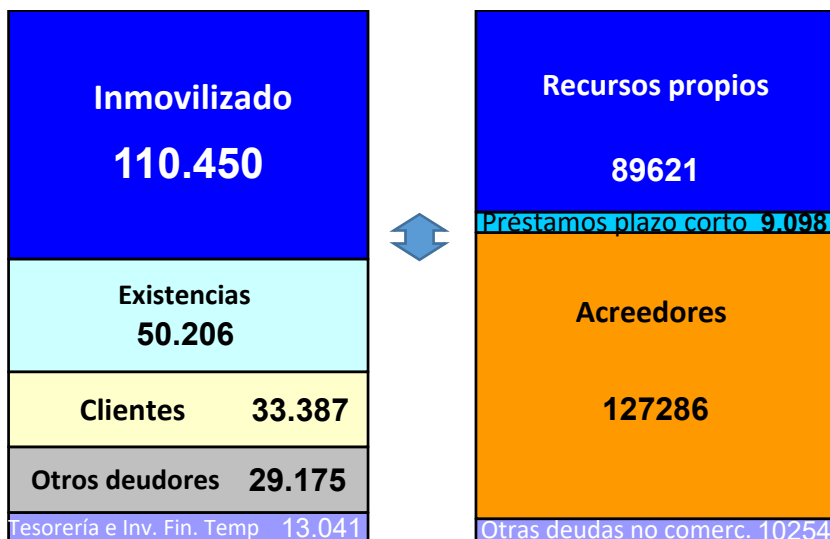 Inmovilizado
110.450
Existencias
50.206
Clientes 33.387
Otros deudores 29.175
Tesorería e Inv. Fin. Temp 13.041
Recursos propios
89621
Préstamos plazo corto 9.098
Acreedores
127286
Otras deudas no comerc. 10254